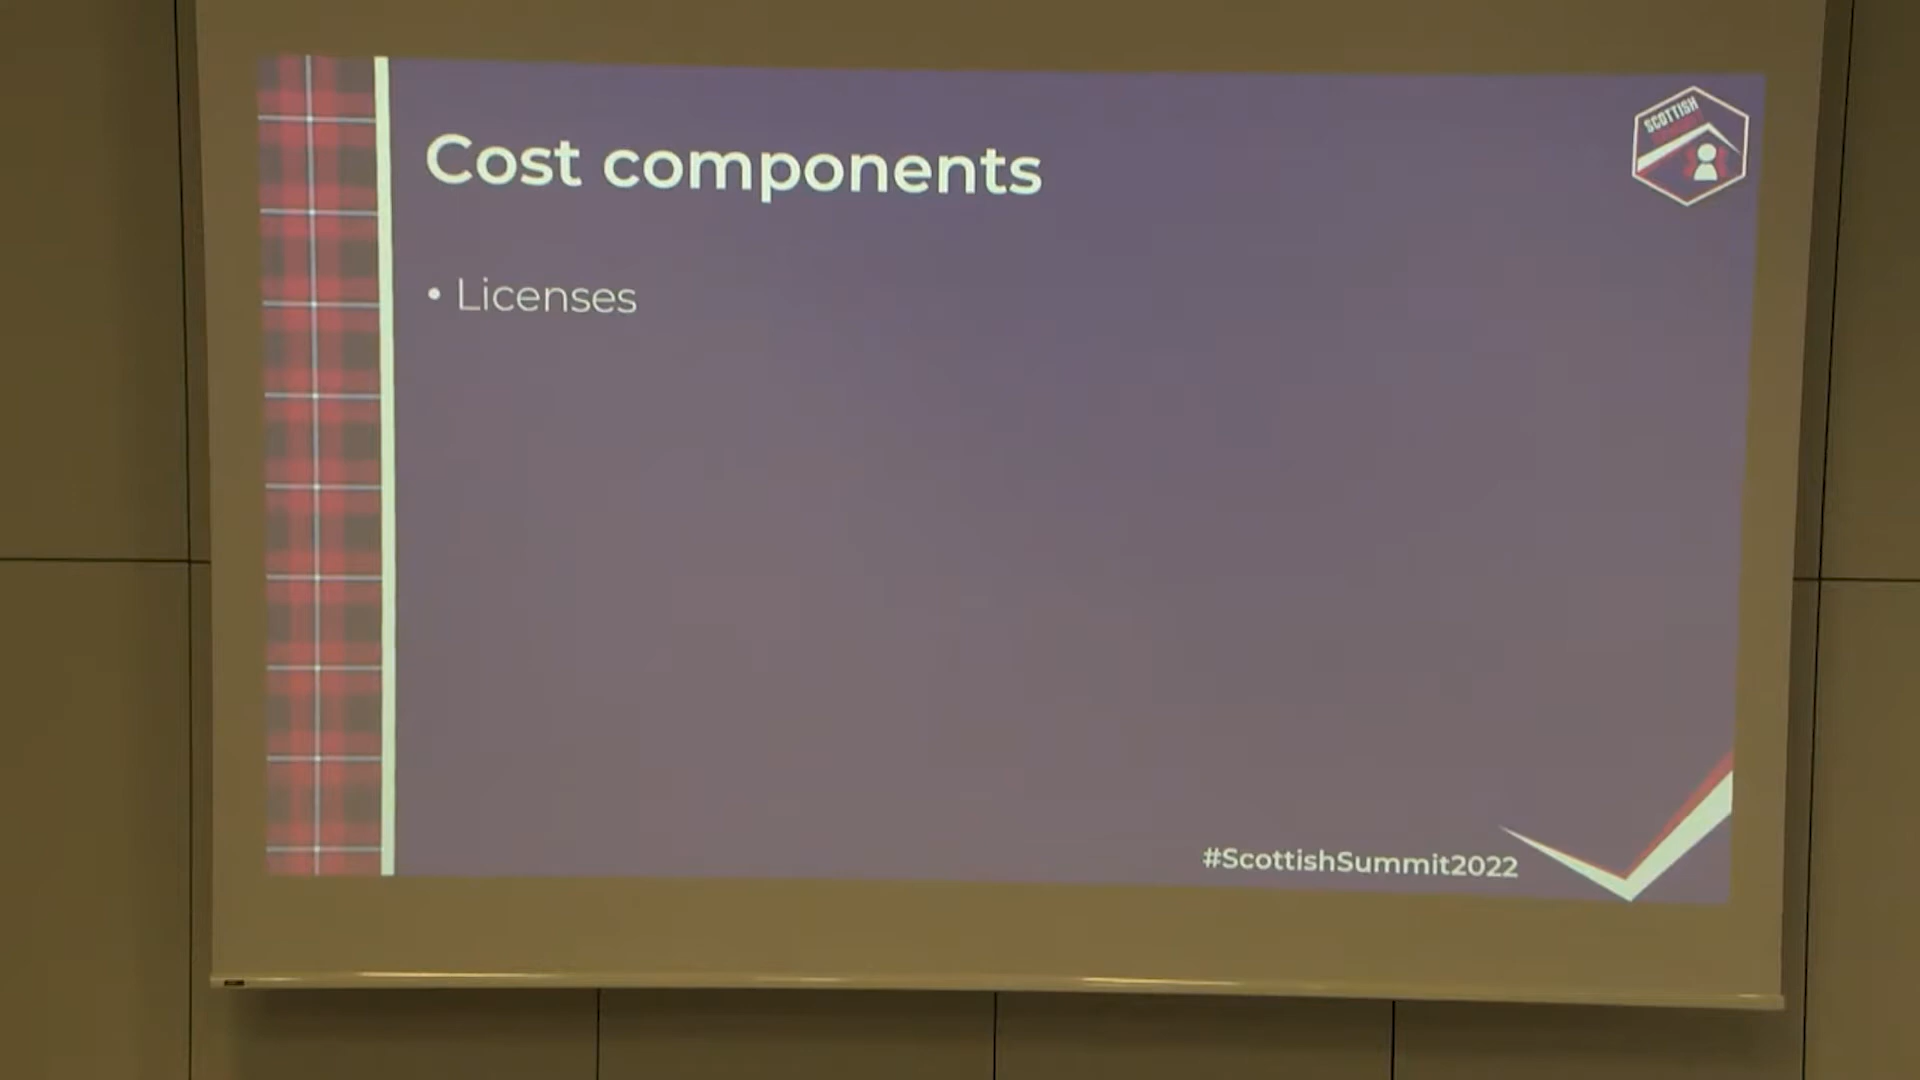 SCOTTISH
Cost components
• Licenses
#ScottishSummit2022